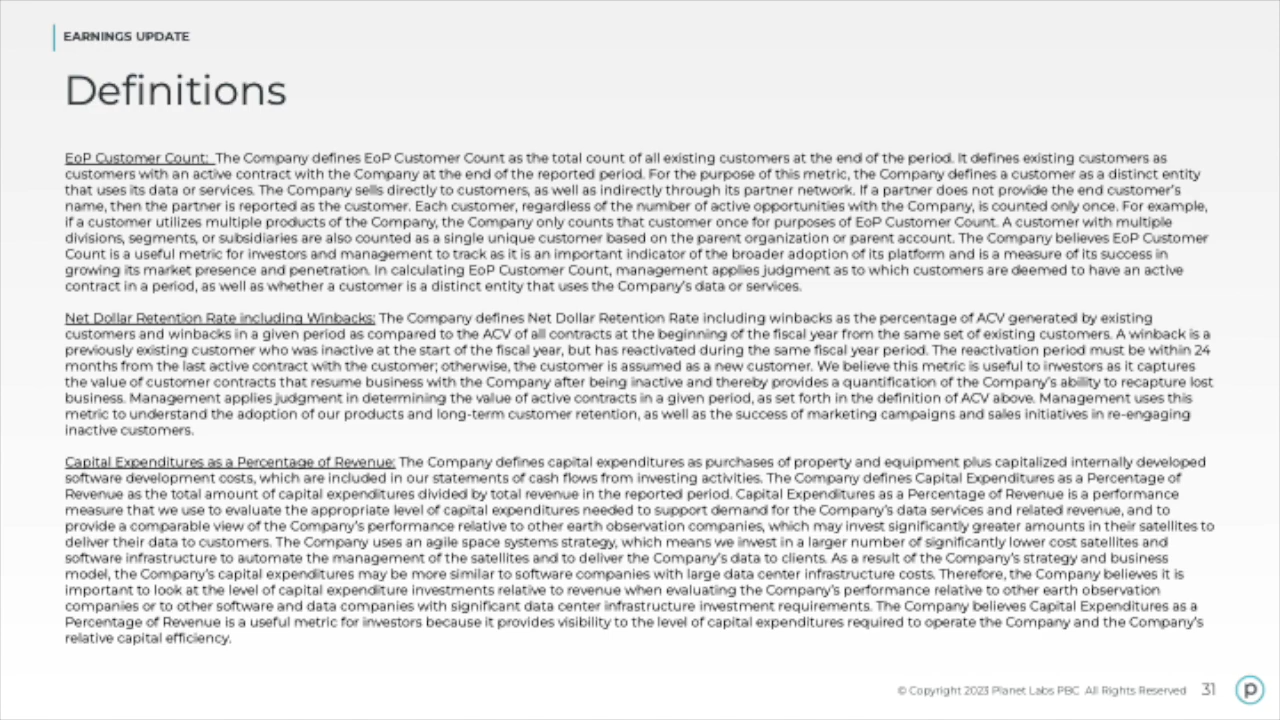 EARNINGS UPDATE
Definitions
EoP Customer Count: The Company defines EoP Customer Count as the total count of all existing customers at the end of the period. It defines existing customers as
customers with an active contract with the Company at the end of the reported period. For the purpose of this metric, the Company defines a customer as a distinct entity
that uses its data or services. The Company sells directly to customers, as well as indirectly through its partner network. If a partner does not provide the end customer's
name, then the partner is reported as the customer. Each customer, regardless of the number of active opportunities with the Company, is counted only once. For example,
if a customer utilizes multiple products of the Company, the Company only counts that customer once for purposes of EoP Customer Count. A customer with multiple
divisions, segments, or subsidiaries are also counted as a single unique customer based on the parent organization or parent account. The Company believes EoP Customer
Count is a useful metric for investors and management to track as it is an important indicator of the broader adoption of its platform and is a measure of its success in
growing its market presence and penetration. In calculating EoP Customer Count, management applies judgment as to which customers are deemed to have an active
contract in a period, as well as whether a customer is a distinct entity that uses the Company's data or services.
Net Dollar Retention Rate including Winbacks: The Company defines Net Dollar Retention Rate including winbacks as the percentage of ACV generated by existing
customers and winbacks in a given period as compared to the ACV of all contracts at the beginning of the fiscal year from the same set of existing customers. A winback is a
previously existing customer who was inactive at the start of the fiscal year, but has reactivated during the same fiscal year period. The reactivation period must be within 24
months from the last active contract with the customer; otherwise, the customer is assumed as a new customer. We believe this metric is useful to investors as it captures
the value of customer contracts that resume business with the Company after being inactive and thereby provides a quantification of the Company's ability to recapture lost
business. Management applies judgment in determining the value of active contracts in a given period, as set forth in the definition of ACV above. Management uses this
metric to understand the adoption of our products and long-term customer retention, as well as the success of marketing campaigns and sales initiatives in re-engaging
inactive customers.
Capital Expenditures as a Percentage of Revenue: The Company defines capital expenditures as purchases of property and equipment plus capitalized internally developed
software development costs, which are included in our statements of cash flows from investing activities. The Company defines Capital Expenditures as a Percentage of
Revenue as the total amount of capital expenditures divided by total revenue in the reported period. Capital Expenditures as a Percentage of Revenue is a performance
measure that we use to evaluate the appropriate level of capital expenditures needed to support demand for the Company's data services and related revenue, and to
provide a comparable view of the Company's performance relative to other earth observation companies, which may invest significantly greater amounts in their satellites to
deliver their data to customers. The Company uses an agile space systems strategy, which means we invest in a larger number of significantly lower cost satellites and
software infrastructure to automate the management of the satellites and to deliver the Company's data to clients. As a result of the Company's strategy and business
model, the Company's capital expenditures may be more similar to software companies with large data center infrastructure costs. Therefore, the Company believes it is
important to look at the level of capital expenditure investments relative to revenue when evaluating the Company's performance relative to other earth observation
companies or to other software and data companies with significant data center infrastructure investment requirements. The Company believes Capital Expenditures as a
Percentage of Revenue is a useful metric for investors because it provides visibility to the level of capital expenditures required to operate the Company and the Company's
relative capital efficiency.
© Copyright 2023 Planet Labs PBC All Rights Reserved 31 p